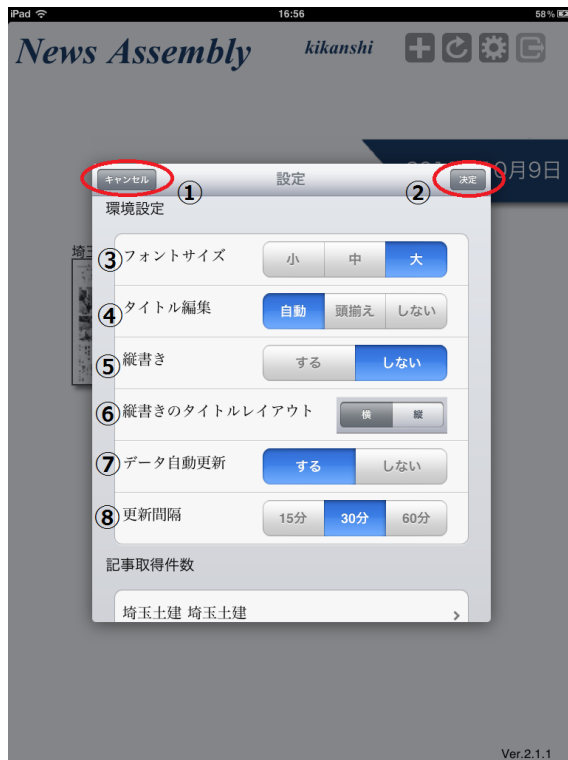 iPad 16:56 58%
News Assembly kikanshi
10月9日
キャンセル ① 設定 ② 決定
環境設定
埼
③ フォントサイズ 小 中 大
④ タイトル編集 自動 頭揃え しない
⑤ 縦書き する しない
⑥ 縦書きのタイトルレイアウト 横 縦
⑦ データ自動更新 する しない
⑧ 更新間隔 15分 30分 60分
記事取得件数
埼玉土建 埼玉土建
Ver.2.1.1